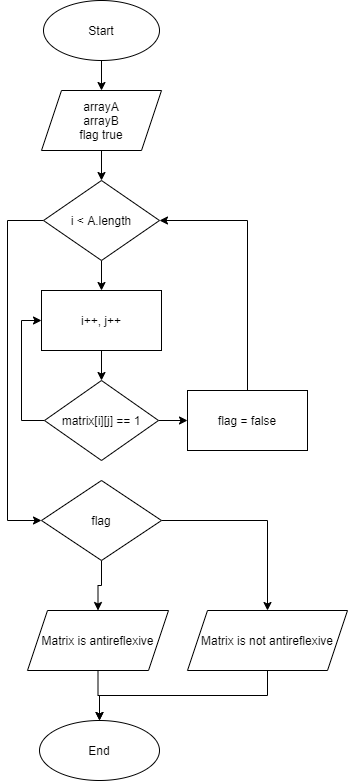 Start
arrayA
arrayB
flag true
i < A.length
i++, j++
matrix[i][j] == 1
flag = false
flag
Matrix is antireflexive
Matrix is not antireflexive
End